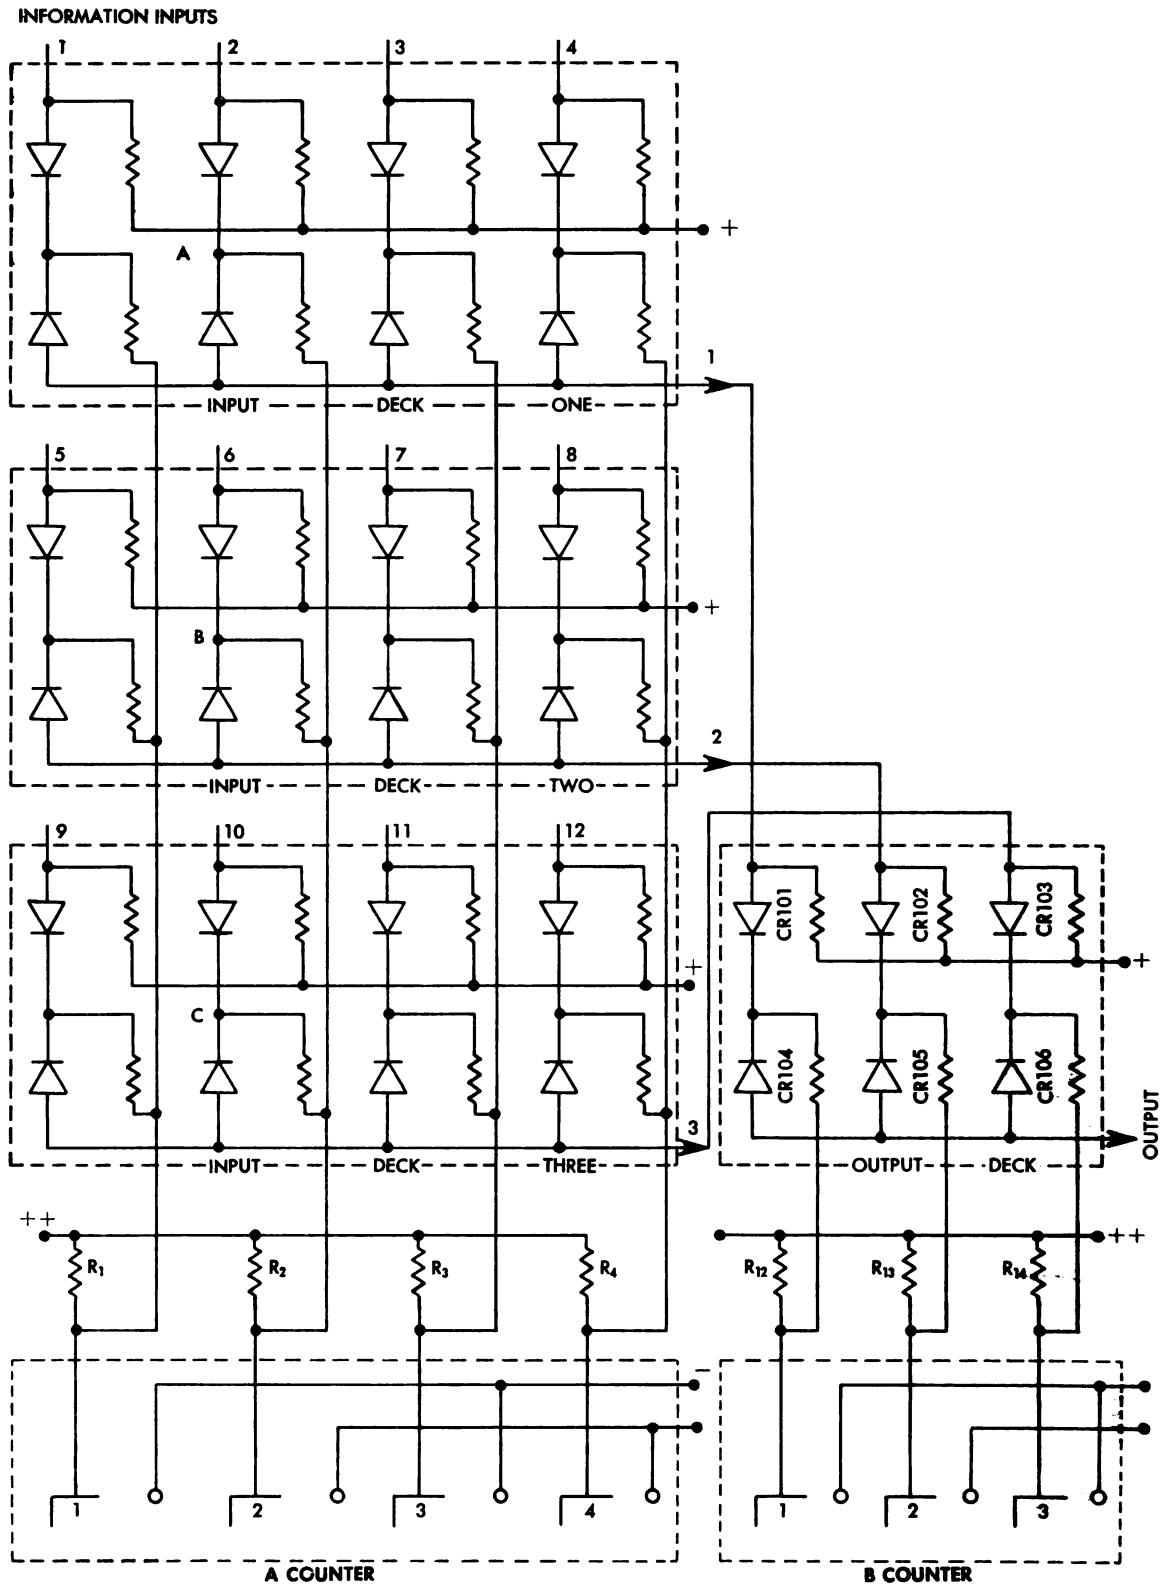 INFORMATION INPUTS
1 2 3 4
+
A
1
INPUT DECK ONE
5 6 7 8
+
B
2
INPUT DECK TWO
9 10 11 12
CR101 CR102 CR103
+
+
C
CR104 CR105 CR106
3
INPUT DECK THREE
OUTPUT DECK
OUTPUT
++
++
R1 R2 R3 R4 R12 R13 R14
-
1 2 3 4
1 2 3
A COUNTER
B COUNTER